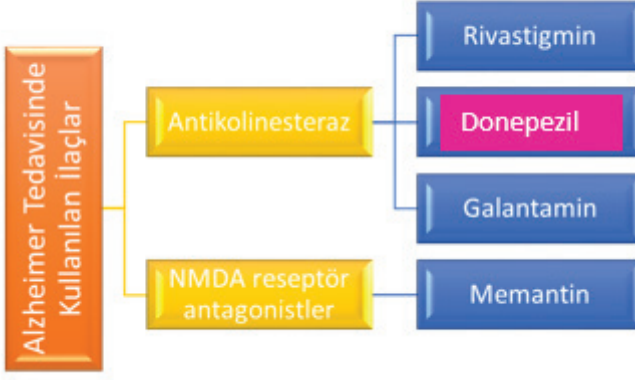 Alzheimer Tedavisinde
Kullanılan İlaçlar
Antikolinesteraz
Rivastigmin
Donepezil
Galantamin
NMDA reseptör
antagonistler
Memantin